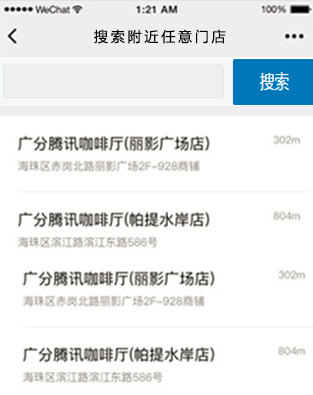 WeChat 1:21 AM 100%
搜索附近任意门店
搜索
广分腾讯咖啡厅(丽影广场店) 302m
海珠区赤岗北路丽影广场2F-928商铺
广分腾讯咖啡厅(帕提水岸店) 804m
海珠区滨江路滨江东路586号
广分腾讯咖啡厅(丽影广场店) 302m
海珠区赤岗北路丽影广场2F-928商铺
广分腾讯咖啡厅(帕提水岸店) 804m
海珠区滨江路滨江东路586号